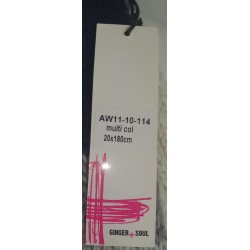 AW11-10-114
multi col
20x180cm
GINGER+SOUL